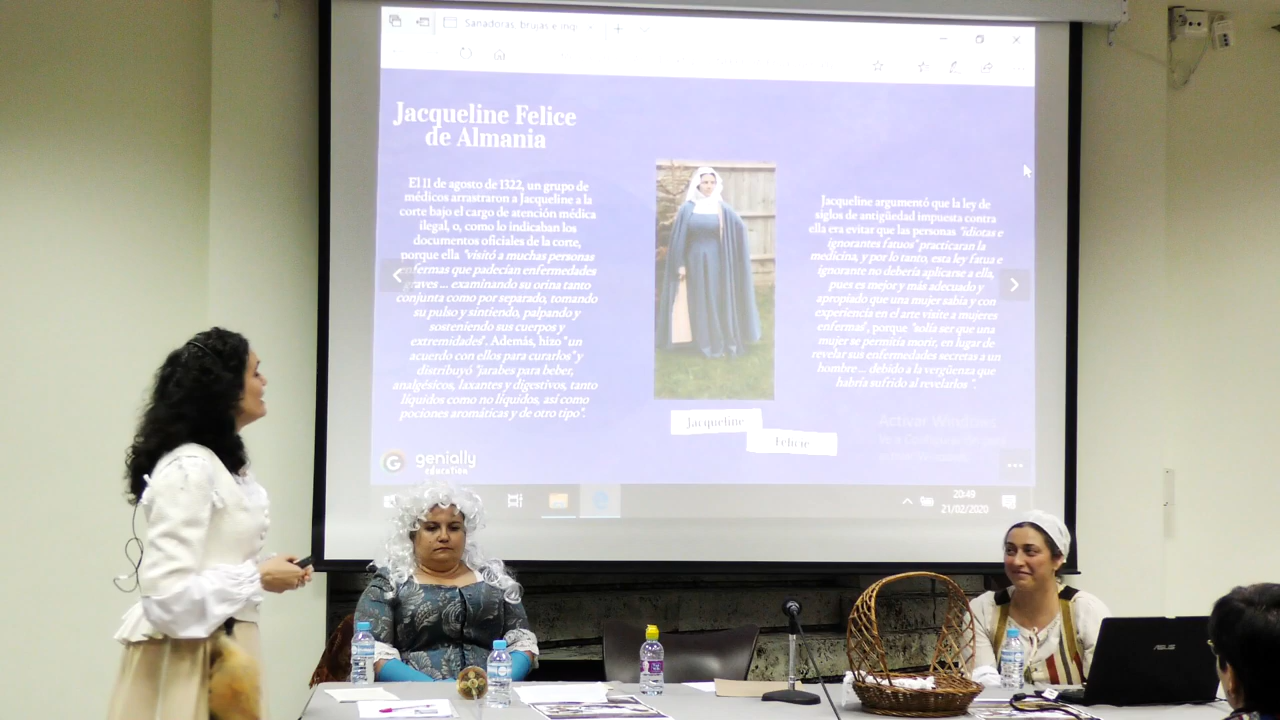 Sanadoras, brujas e inqu
Jacqueline Felice
de Almania
El 11 de agosto de 1322, un grupo de
médicos arrastraron a Jacqueline a la
corte bajo el cargo de atención médica
ilegal, o, como lo indicaban los
documentos oficiales de la corte,
porque ella "visitó a muchas personas
enfermas que padecían enfermedades
graves ... examinando su orina tanto
conjunta como por separado, tomando
su pulso y sintiendo, palpando y
sosteniendo sus cuerpos y
extremidades". Además, hizo "un
acuerdo con ellos para curarlos" y
distribuyó "jarabes para beber,
analgésicos, laxantes y digestivos, tanto
líquidos como no líquidos, así como
pociones aromáticas y de otro tipo".
Jacqueline argumentó que la ley de
siglos de antigüedad impuesta contra
ella era evitar que las personas "idiotas e
ignorantes fatuos" practicaran la
medicina, y por lo tanto, esta ley fatua e
ignorante no debería aplicarse a ella,
pues es mejor y más adecuado y
apropiado que una mujer sabia y con
experiencia en el arte visite a mujeres
enfermas", porque "solía ser que una
mujer se permitía morir, en lugar de
revelar sus enfermedades secretas a un
hombre... debido a la vergüenza que
habría sufrido al revelarlos".
Jacqueline
Felicie
Activar Windows
G genially
education
20:49
21/02/2020
ASUS